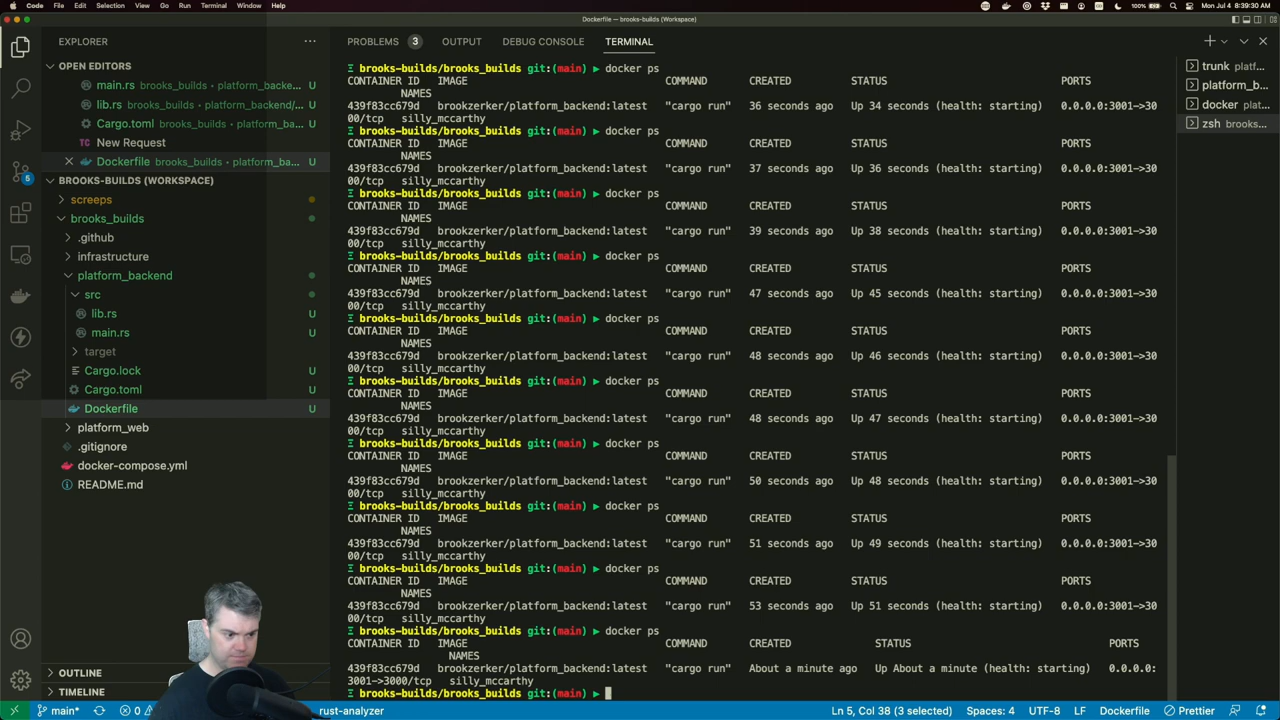 Code File Edit Selection View Go Run Terminal Window Help 100% Mon Jul 4 8:39:30 AM
Dockerfile — brooks-builds (Workspace)
EXPLORER
OPEN EDITORS
main.rs brooks_builds • platform_backe...
lib.rs brooks_builds • platform_backend/...
Cargo.toml brooks_builds • platform_ba...
New Request
Dockerfile brooks_builds • platform_ba... U
BROOKS-BUILDS (WORKSPACE)
screeps
brooks_builds
.github
infrastructure
platform_backend
src
lib.rs U
main.rs U
target
Cargo.lock U
Cargo.toml U
Dockerfile U
platform_web
.gitignore
docker-compose.yml
README.md
OUTLINE
TIMELINE
5
PROBLEMS 3 OUTPUT DEBUG CONSOLE TERMINAL
Ξ brooks-builds/brooks_builds git:(main) ▶ docker ps
CONTAINER ID IMAGE COMMAND CREATED STATUS PORTS
NAMES
439f83cc679d brookzerker/platform_backend:latest "cargo run" 36 seconds ago Up 34 seconds (health: starting) 0.0.0.0:3001->30
00/tcp silly_mccarthy
Ξ brooks-builds/brooks_builds git:(main) ▶ docker ps
CONTAINER ID IMAGE COMMAND CREATED STATUS PORTS
NAMES
439f83cc679d brookzerker/platform_backend:latest "cargo run" 37 seconds ago Up 36 seconds (health: starting) 0.0.0.0:3001->30
00/tcp silly_mccarthy
Ξ brooks-builds/brooks_builds git:(main) ▶ docker ps
CONTAINER ID IMAGE COMMAND CREATED STATUS PORTS
NAMES
439f83cc679d brookzerker/platform_backend:latest "cargo run" 39 seconds ago Up 38 seconds (health: starting) 0.0.0.0:3001->30
00/tcp silly_mccarthy
Ξ brooks-builds/brooks_builds git:(main) ▶ docker ps
CONTAINER ID IMAGE COMMAND CREATED STATUS PORTS
NAMES
439f83cc679d brookzerker/platform_backend:latest "cargo run" 47 seconds ago Up 45 seconds (health: starting) 0.0.0.0:3001->30
00/tcp silly_mccarthy
Ξ brooks-builds/brooks_builds git:(main) ▶ docker ps
CONTAINER ID IMAGE COMMAND CREATED STATUS PORTS
NAMES
439f83cc679d brookzerker/platform_backend:latest "cargo run" 48 seconds ago Up 46 seconds (health: starting) 0.0.0.0:3001->30
00/tcp silly_mccarthy
Ξ brooks-builds/brooks_builds git:(main) ▶ docker ps
CONTAINER ID IMAGE COMMAND CREATED STATUS PORTS
NAMES
439f83cc679d brookzerker/platform_backend:latest "cargo run" 48 seconds ago Up 47 seconds (health: starting) 0.0.0.0:3001->30
00/tcp silly_mccarthy
Ξ brooks-builds/brooks_builds git:(main) ▶ docker ps
CONTAINER ID IMAGE COMMAND CREATED STATUS PORTS
NAMES
439f83cc679d brookzerker/platform_backend:latest "cargo run" 50 seconds ago Up 48 seconds (health: starting) 0.0.0.0:3001->30
00/tcp silly_mccarthy
Ξ brooks-builds/brooks_builds git:(main) ▶ docker ps
CONTAINER ID IMAGE COMMAND CREATED STATUS PORTS
NAMES
439f83cc679d brookzerker/platform_backend:latest "cargo run" 51 seconds ago Up 49 seconds (health: starting) 0.0.0.0:3001->30
00/tcp silly_mccarthy
Ξ brooks-builds/brooks_builds git:(main) ▶ docker ps
CONTAINER ID IMAGE COMMAND CREATED STATUS PORTS
NAMES
439f83cc679d brookzerker/platform_backend:latest "cargo run" 53 seconds ago Up 51 seconds (health: starting) 0.0.0.0:3001->30
00/tcp silly_mccarthy
Ξ brooks-builds/brooks_builds git:(main) ▶ docker ps
CONTAINER ID IMAGE COMMAND CREATED STATUS PORTS
NAMES
439f83cc679d brookzerker/platform_backend:latest "cargo run" About a minute ago Up About a minute (health: starting) 0.0.0.0:
3001->3000/tcp silly_mccarthy
Ξ brooks-builds/brooks_builds git:(main) ▶
trunk platf...
platform_b...
docker plat...
zsh brooks...
main* 0 rust-analyzer Ln 5, Col 38 (3 selected) Spaces: 4 UTF-8 LF Dockerfile Prettier